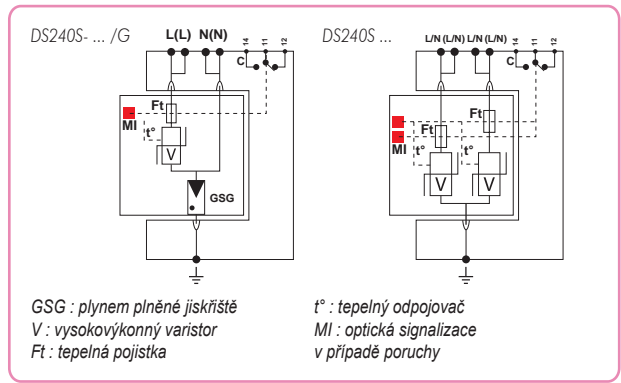 DS240S- ... /G
L(L) N(N)
14 11 12
C
Ft
MI
t°
V
GSG
DS240S ...
L/N (L/N) L/N (L/N)
14 11 12
C
Ft
Ft
MI
t°
t°
V
V
GSG : plynem plněné jiskřiště
V : vysokovýkonný varistor
Ft : tepelná pojistka
t° : tepelný odpojovač
MI : optická signalizace
v případě poruchy